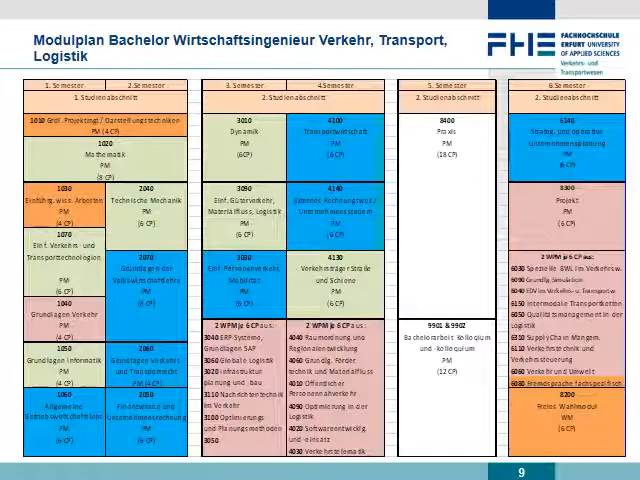 Modulplan Bachelor Wirtschaftsingenieur Verkehr, Transport,
Logistik
FHE
FACHHOCHSCHULE
ERFURT UNIVERSITY
OF APPLIED SCIENCES
Verkehrs- und
Transportwesen
1. Semester
2.Semester
1. Studienabschnitt
1010 Grdl. Projektingt / Darstellungstechniken
PM (4 CP)
1020
Mathematik
PM
(8 CP)
1030
Einführg. wiss. Arbeiten
PM
(4 CP)
1070
Einf. Verkehrs- und
Transporttechnologien
PM
(6 CP)
1040
Grundlagen Verkehr
PM
(4 CP)
1050
Grundlagen Informatik
PM
(4 CP)
1060
Allgemeine
Betriebswirtschaftslehre
PM
(6 CP)
2040
Technische Mechanik
PM
(6 CP)
2070
Grundlagen der
Volkswirtschaftlehre
PM
(6 CP)
2060
Grundlagen Verkehrs
und Transportrecht
PM (4 CP)
2050
Finanzierung und
PM
(6 CP)
3. Semester
4.Semester
2. Studienabschnitt
3010
Dynamik
PM
(6CP)
3090
Einf. Güterverkehr,
Materialfluss, Logistik
PM
(6 CP)
3030
Einf. Personenverkehr,
Mobilität
PM
(6 CP)
2 WPM je 6 CP aus:
3040 ERP-Systeme,
Grundlagen SAP
3060 Globale Logistik
3020 Infrastruktur
planung und -bau
3110 Nachrichtentechnik
im Verkehr
3100 Optimierungs
und Planungsmethoden
3050
4100
Transportwirtschaft
PM
(6 CP)
4140
Externes Rechnungswes./
Unternehmenssteuern
PM
(6 CP)
4130
Verkehrsträger Straße
und Schiene
PM
(6 CP)
2 WPM je 6 CP aus:
4040 Raumordnung und
Regionalentwicklung
4060 Grundlg. Förder
technik und Materialfluss
4010 Öffentlicher
Personennahverkehr
4090 Optimierung in der
Logistik
4020 Softwareentwicklg.
und -einsatz
4030 Verkehrstelematik
5. Semester
2. Studienabschnitt
8400
Praxis
PM
(18 CP)
9901 & 9902
Bachelorarbeit Kolloqium
und -kolloquium
PM
(12 CP)
6.Semester
2. Studienabschnitt
6140
Strateg. und operative
Unternehmensplanung
PM
6 CP)
8300
Projekt
PM
(6 CP)
2 WPM je 6 CP aus:
6030 Spezielle BWL im Verkehrsw.
6090 Grundlg. Simulation
6040 EDV im Verkehrs- u. Transportw.
6150 Intermodale Transportketten
6050 Qualitätsmanagement in der
Logistik
6310 Supply Chain Managem.
6110 Verkehrstechnik und
Verkehrssteuerung
6060 Verkehr und Umwelt
6080 Fremdsprache fachspezifisch
8200
Freies Wahlmodul
WM
(6 CP)
9